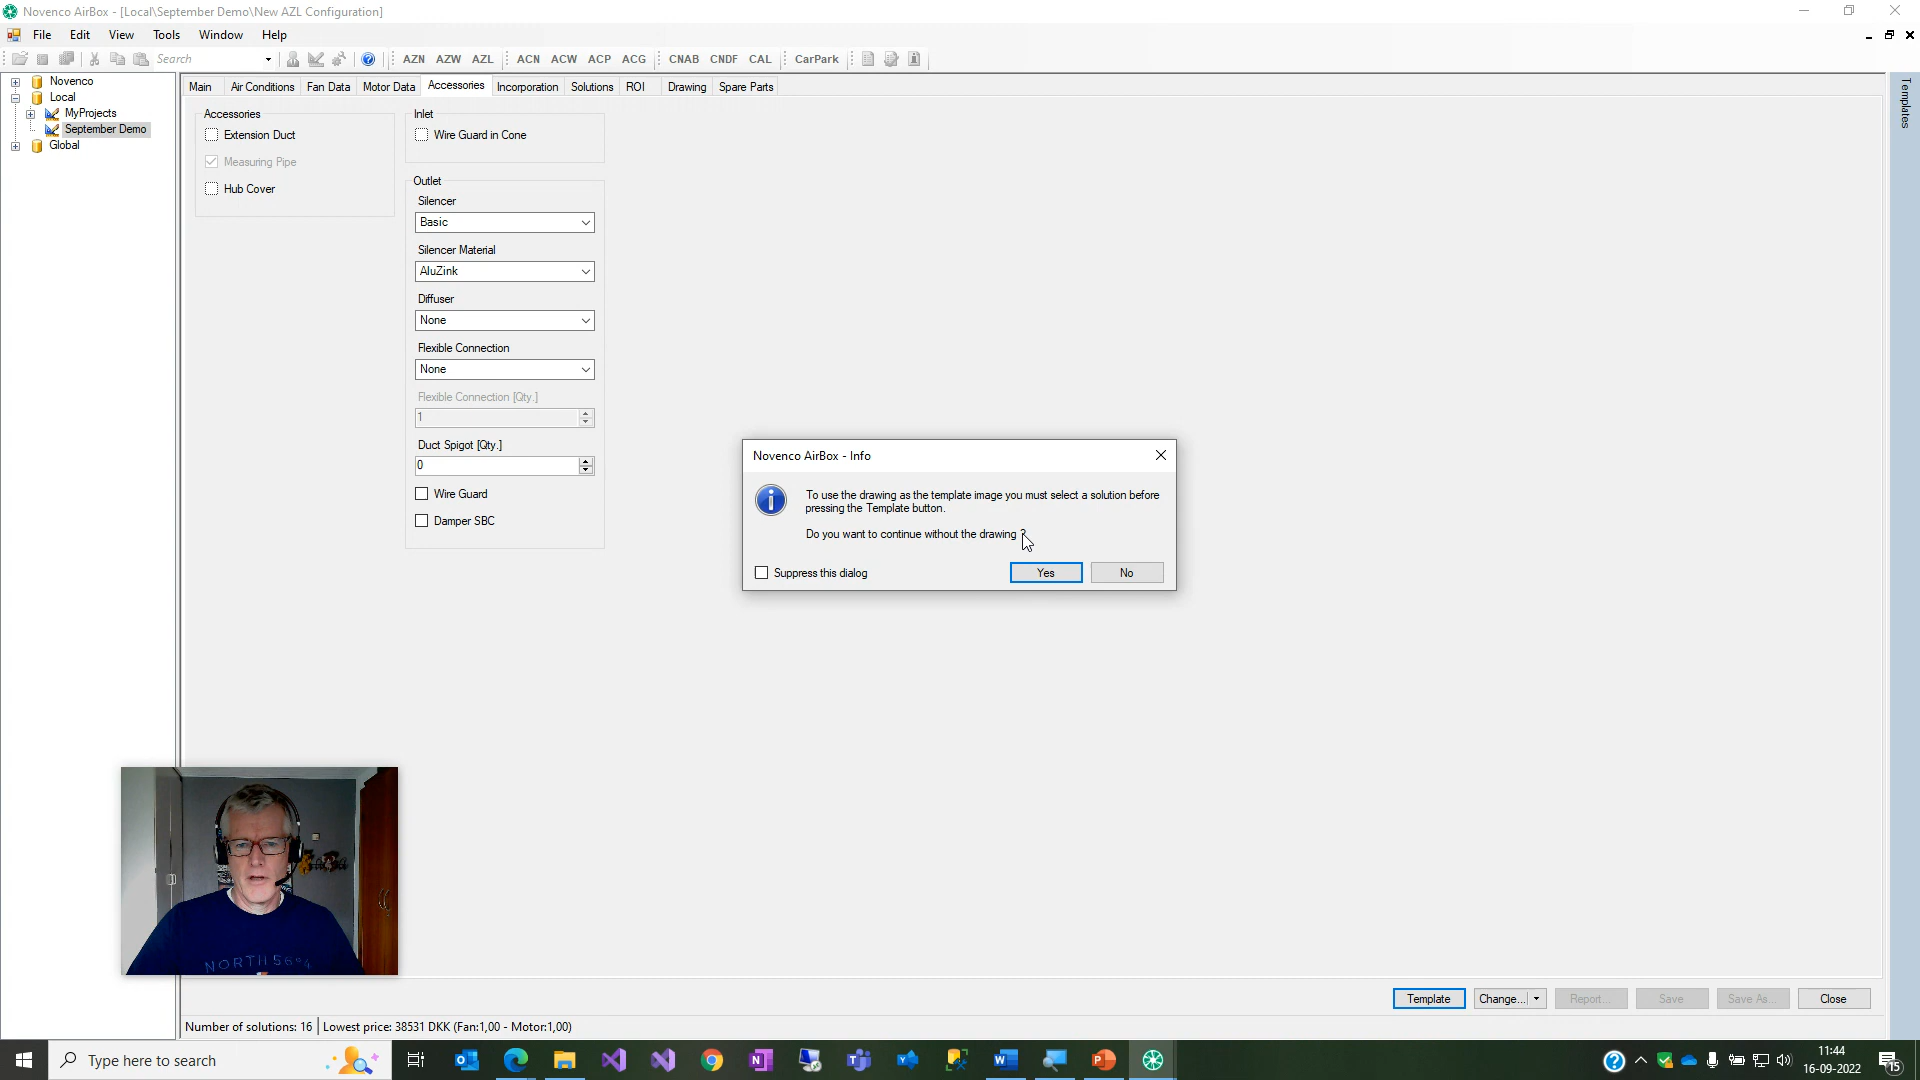 Novenco AirBox - [Local\September Demo\New AZL Configuration]
File Edit View Tools Window Help
Search AZN AZW AZL ACN ACW ACP ACG CNAB CNDF CAL CarPark
Novenco
Local
MyProjects
September Demo
Global
Main Air Conditions Fan Data Motor Data Accessories Incorporation Solutions ROI Drawing Spare Parts
Templates
Accessories
Extension Duct
Measuring Pipe
Hub Cover
Inlet
Wire Guard in Cone
Outlet
Silencer
Basic
Silencer Material
AluZink
Diffuser
None
Flexible Connection
None
Flexible Connection [Qty.]
1
Duct Spigot [Qty.]
0
Wire Guard
Damper SBC
Novenco AirBox - Info
To use the drawing as the template image you must select a solution before
pressing the Template button.
Do you want to continue without the drawing ?
Suppress this dialog Yes No
NORTH 56°4
Template Change... Report... Save Save As... Close
Number of solutions: 16 Lowest price: 38531 DKK (Fan:1,00 - Motor:1,00)
Type here to search
11:44
16-09-2022
15